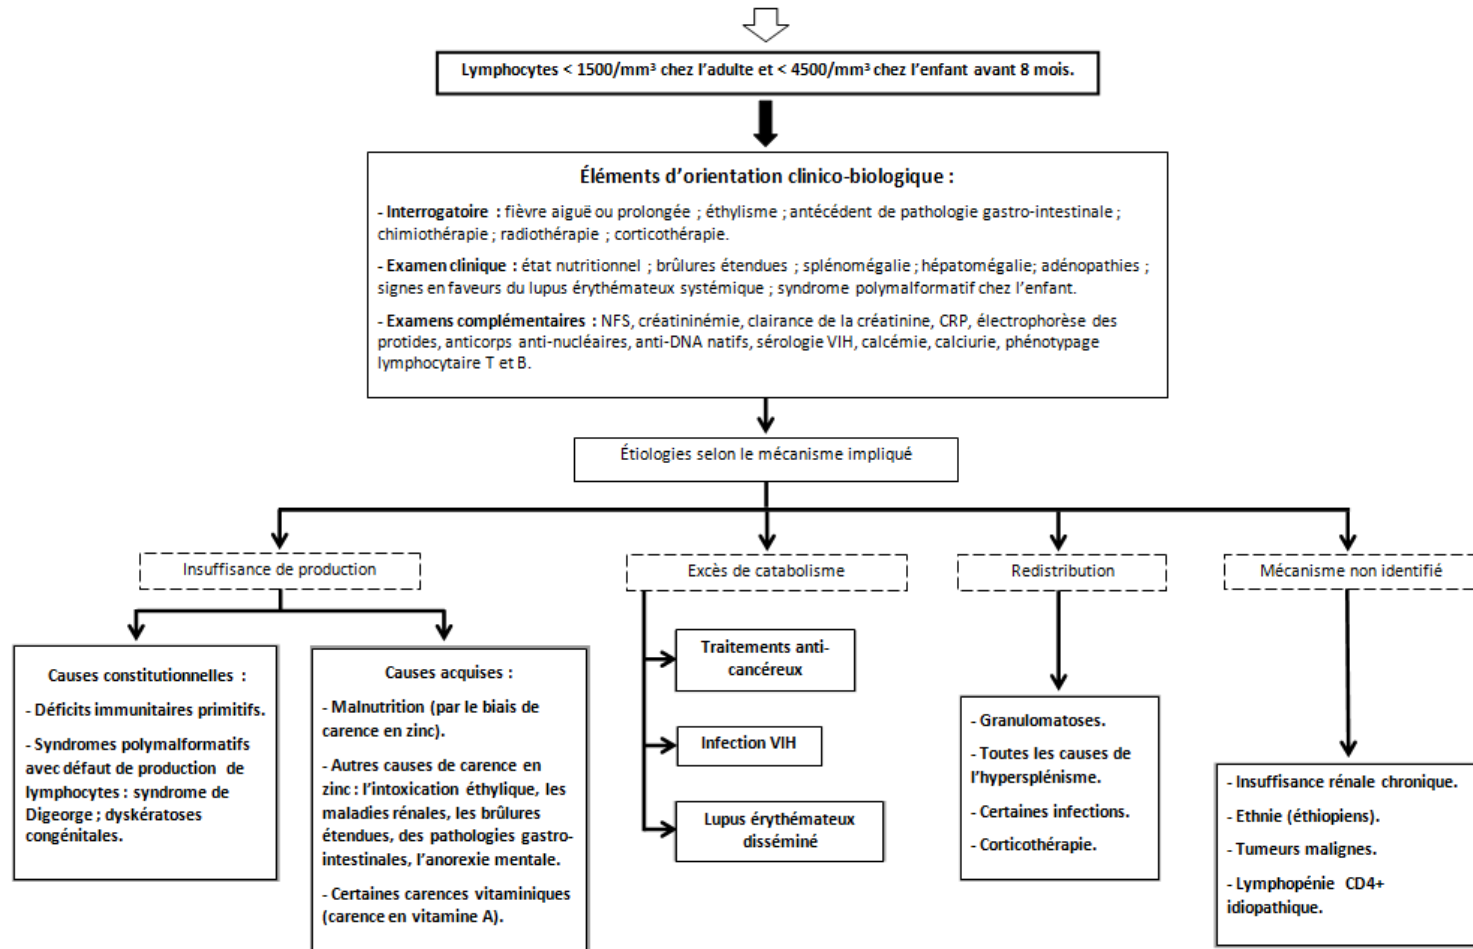 Lymphocytes < 1500/mm³ chez l'adulte et < 4500/mm³ chez l'enfant avant 8 mois.
Éléments d'orientation clinico-biologique :
- Interrogatoire : fièvre aiguë ou prolongée ; éthylisme ; antécédent de pathologie gastro-intestinale ;
chimiothérapie ; radiothérapie ; corticothérapie.
- Examen clinique : état nutritionnel ; brûlures étendues ; splénomégalie ; hépatomégalie; adénopathies ;
signes en faveurs du lupus érythémateux systémique ; syndrome polymalformatif chez l'enfant.
- Examens complémentaires : NFS, créatininémie, clairance de la créatinine, CRP, électrophorèse des
protides, anticorps anti-nucléaires, anti-DNA natifs, sérologie VIH, calcémie, calciurie, phénotypage
lymphocytaire T et B.
Étiologies selon le mécanisme impliqué
Insuffisance de production
Causes constitutionnelles :
- Déficits immunitaires primitifs.
- Syndromes polymalformatifs
avec défaut de production de
lymphocytes : syndrome de
Digeorge ; dyskératoses
congénitales.
Causes acquises :
- Malnutrition (par le biais de
carence en zinc).
- Autres causes de carence en
zinc : l'intoxication éthylique, les
maladies rénales, les brûlures
étendues, des pathologies gastro-
intestinales, l'anorexie mentale.
- Certaines carences vitaminiques
(carence en vitamine A).
Excès de catabolisme
Traitements anti-
cancéreux
Infection VIH
Lupus érythémateux
disséminé
Redistribution
- Granulomatoses.
- Toutes les causes de
l'hypersplénisme.
- Certaines infections.
- Corticothérapie.
Mécanisme non identifié
- Insuffisance rénale chronique.
- Ethnie (éthiopiens).
- Tumeurs malignes.
- Lymphopénie CD4+
idiopathique.